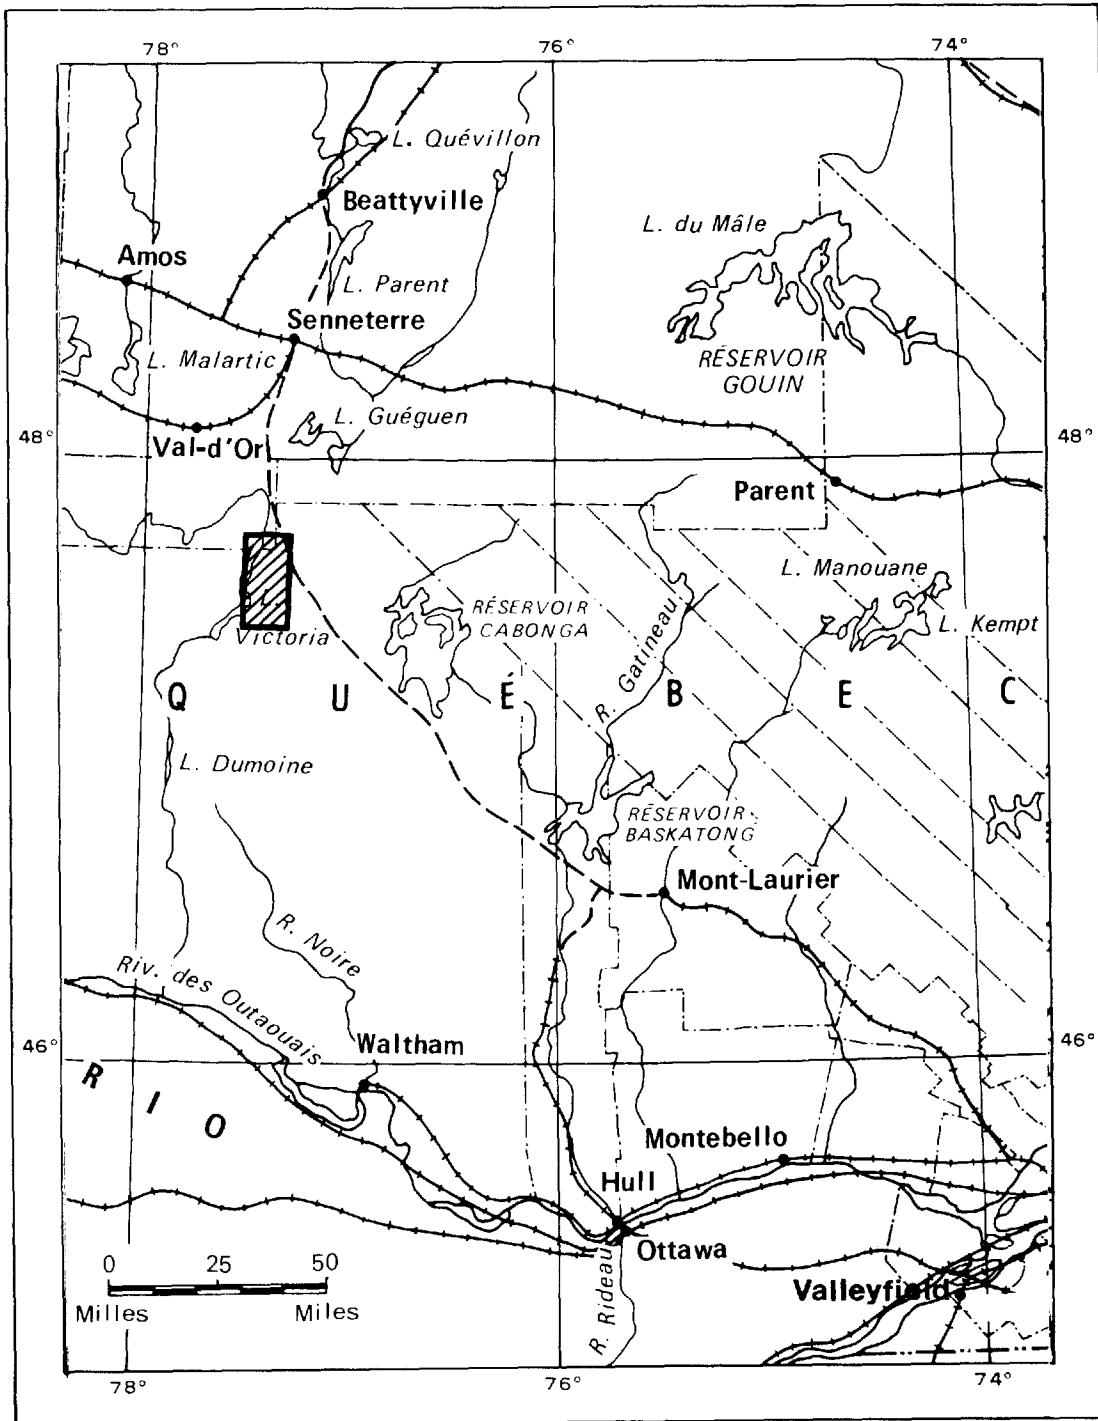 78° 76° 74°
L. Quévillon
Beattyville
L. du Mâle
Amos
L. Parent
Senneterre
L. Malartic
RÉSERVOIR
GOUIN
L. Guéguen
48° 48°
Val-d'Or
Parent
L. Manouane
RÉSERVOIR
CABONGA
L. Kempt
Victoria
R. Gatineau
Q U É B E C
L. Dumoine
RÉSERVOIR
BASKATONG
Mont-Laurier
R. Noire
Riv. des Outaouais
46° 46°
Waltham
R I O
Montebello
Hull
Ottawa
R. Rideau
Valleyfield
0 25 50
Milles Miles
78° 76° 74°